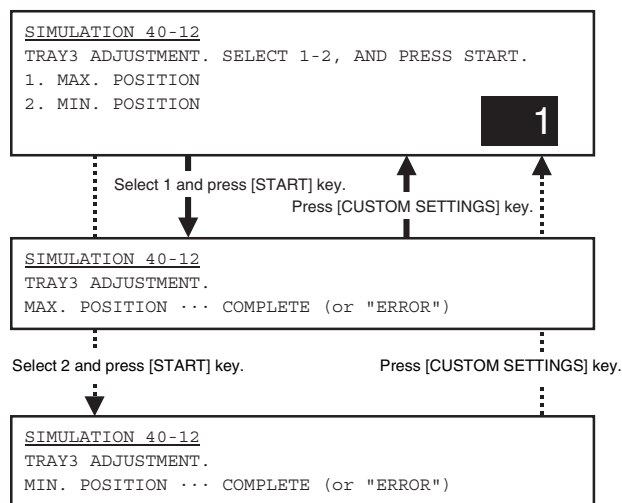 SIMULATION 40-12
TRAY3 ADJUSTMENT. SELECT 1-2, AND PRESS START.
1. MAX. POSITION
2. MIN. POSITION
1
Select 1 and press [START] key.
Press [CUSTOM SETTINGS] key.
SIMULATION 40-12
TRAY3 ADJUSTMENT.
MAX. POSITION ··· COMPLETE (or "ERROR")
Select 2 and press [START] key.
Press [CUSTOM SETTINGS] key.
SIMULATION 40-12
TRAY3 ADJUSTMENT.
MIN. POSITION ··· COMPLETE (or "ERROR")